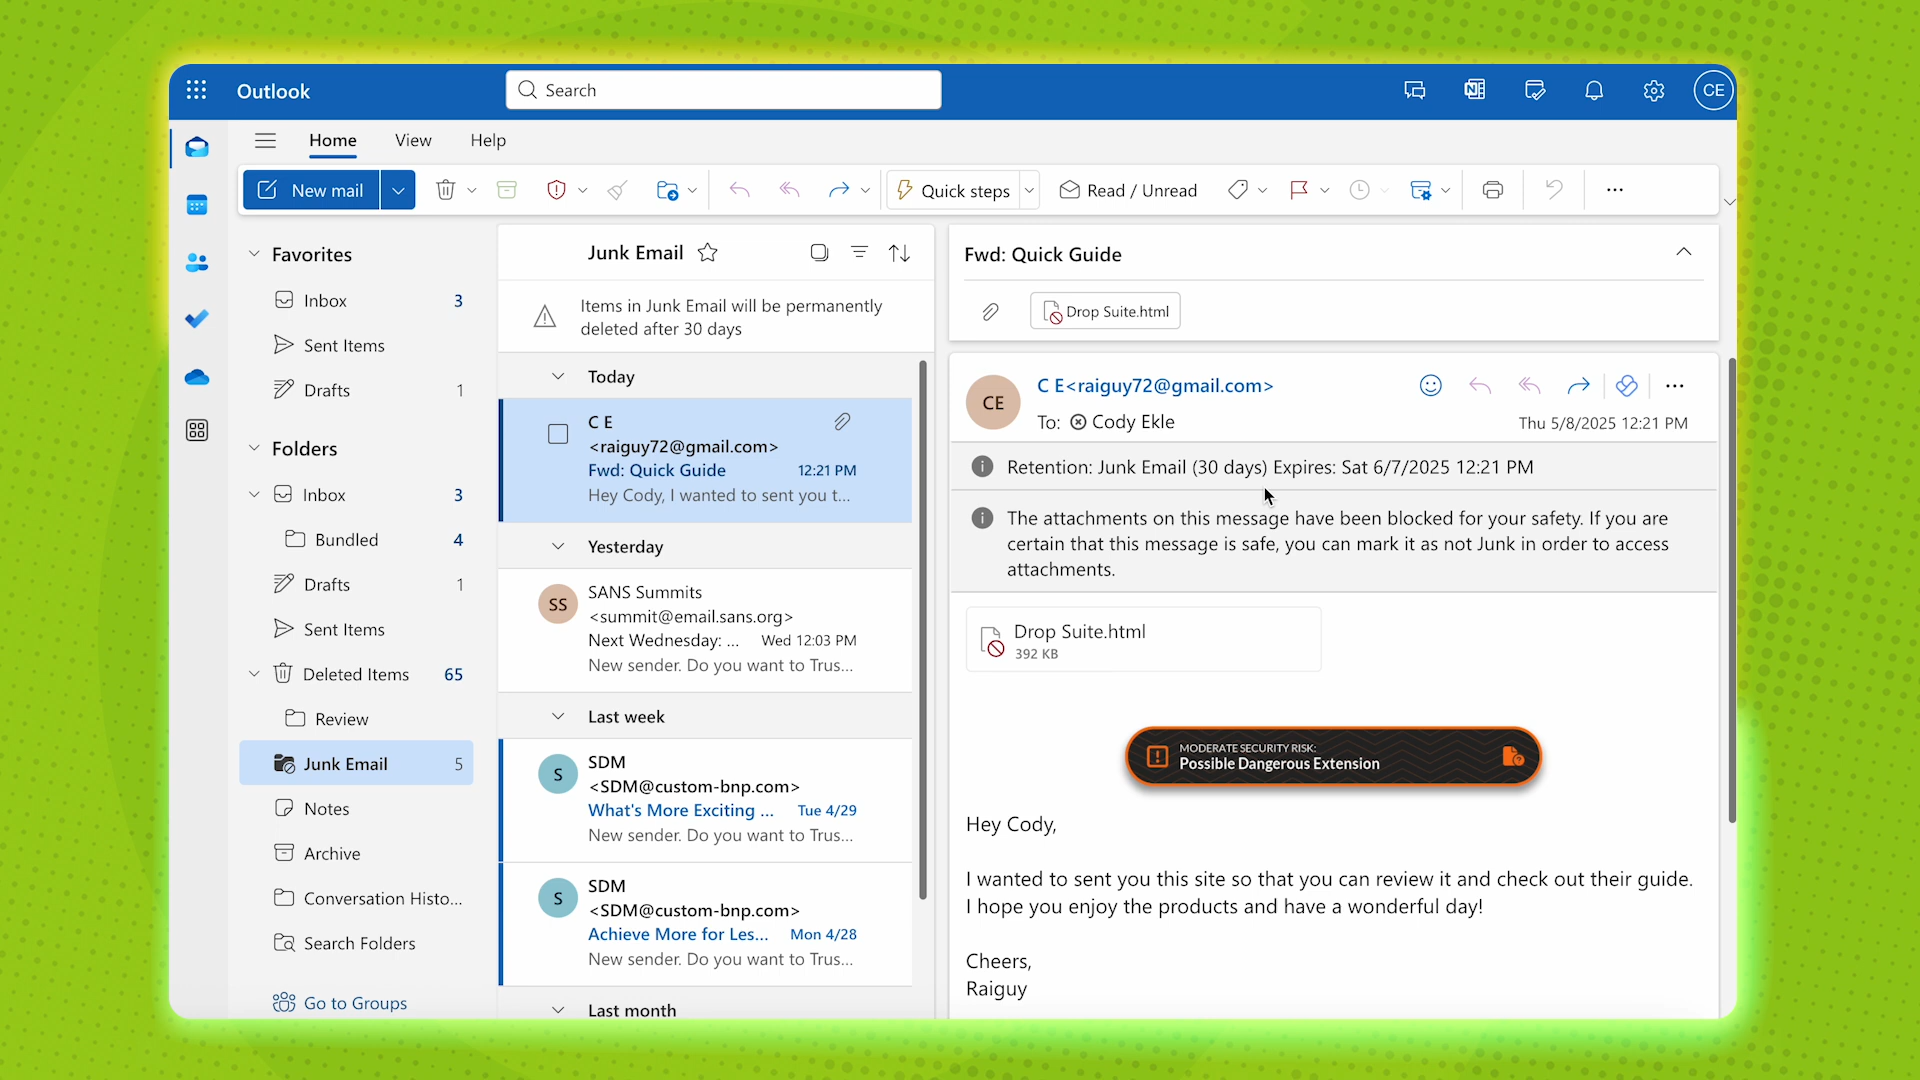 Outlook
Search
CE
Home
View
Help
New mail
Quick steps
Read / Unread
Favorites
Inbox 3
Sent Items
Drafts 1
Folders
Inbox 3
Bundled 4
Drafts 1
Sent Items
Deleted Items 65
Review
Junk Email 5
Notes
Archive
Conversation Histo...
Search Folders
Go to Groups
Junk Email
Items in Junk Email will be permanently
deleted after 30 days
Today
C E
<raiguy72@gmail.com>
Fwd: Quick Guide 12:21 PM
Hey Cody, I wanted to sent you t...
Yesterday
SS
SANS Summits
<summit@email.sans.org>
Next Wednesday: ... Wed 12:03 PM
New sender. Do you want to Trus...
Last week
S
SDM
<SDM@custom-bnp.com>
What's More Exciting ... Tue 4/29
New sender. Do you want to Trus...
S
SDM
<SDM@custom-bnp.com>
Achieve More for Les... Mon 4/28
New sender. Do you want to Trus...
Last month
Fwd: Quick Guide
Drop Suite.html
CE
C E<raiguy72@gmail.com>
To: Cody Ekle
Thu 5/8/2025 12:21 PM
Retention: Junk Email (30 days) Expires: Sat 6/7/2025 12:21 PM
The attachments on this message have been blocked for your safety. If you are
certain that this message is safe, you can mark it as not Junk in order to access
attachments.
Drop Suite.html
392 KB
MODERATE SECURITY RISK:
Possible Dangerous Extension
Hey Cody,
I wanted to sent you this site so that you can review it and check out their guide.
I hope you enjoy the products and have a wonderful day!
Cheers,
Raiguy